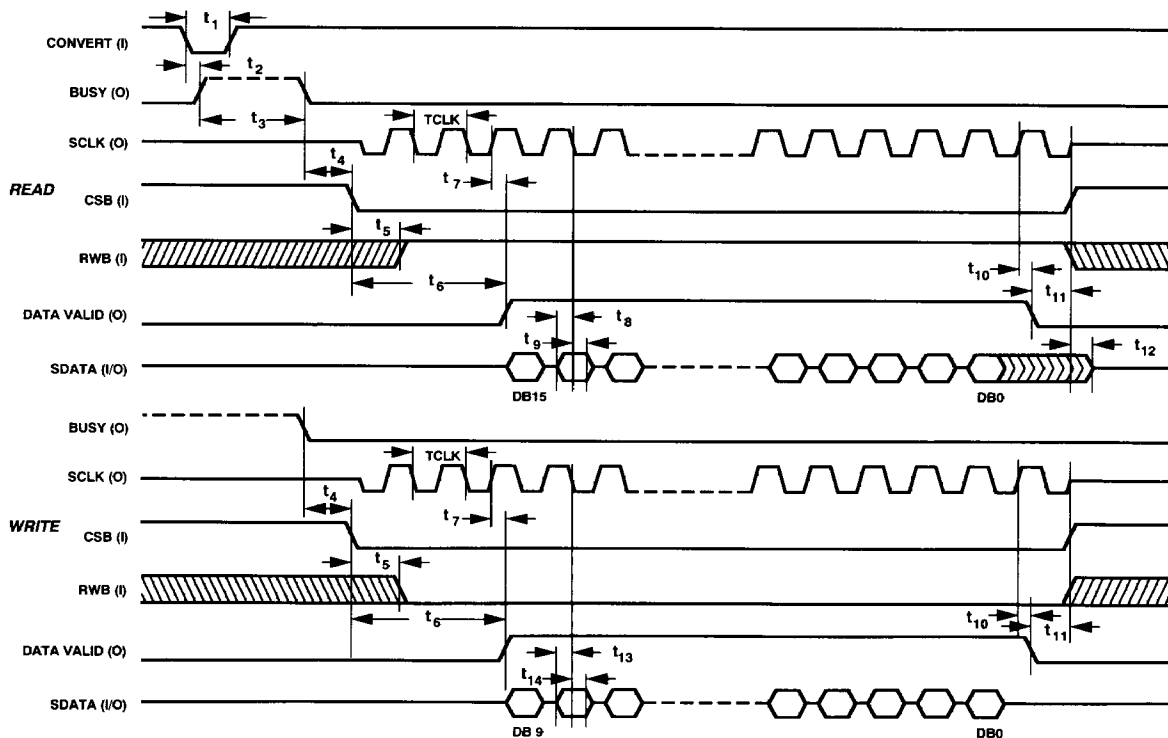 t1
CONVERT (I)
t2
BUSY (O)
t3
TCLK
SCLK (O)
t4
t7
READ
CSB (I)
t5
RWB (I)
t6
t10
t11
DATA VALID (O)
t8
t9
t12
SDATA (I/O)
DB15
DB0
BUSY (O)
TCLK
SCLK (O)
t4
t7
WRITE
CSB (I)
t5
RWB (I)
t6
t10
t11
DATA VALID (O)
t13
t14
SDATA (I/O)
DB 9
DB0